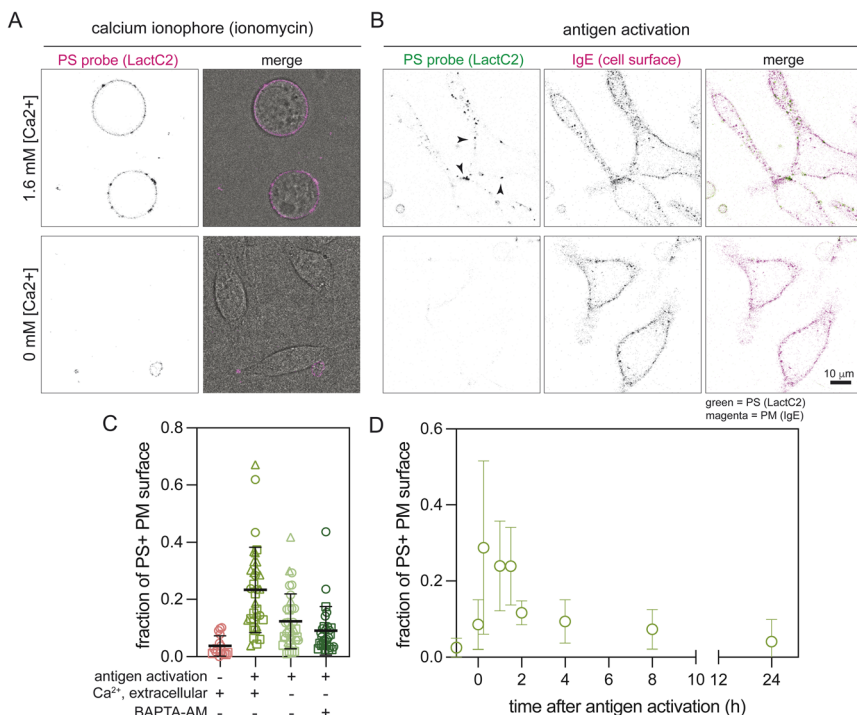 A
calcium ionophore (ionomycin)
PS probe (LactC2)
merge
1.6 mM [Ca2+]
0 mM [Ca2+]
B
antigen activation
PS probe (LactC2)
IgE (cell surface)
merge
10 µm
green = PS (LactC2)
magenta = PM (IgE)
C
fraction of PS+ PM surface
0.8
0.6
0.4
0.2
0.0
antigen activation - + + +
Ca²⁺, extracellular + + - -
BAPTA-AM - - - +
D
fraction of PS+ PM surface
0.6
0.4
0.2
0.0
0 2 4 6 8 10 12 24
time after antigen activation (h)